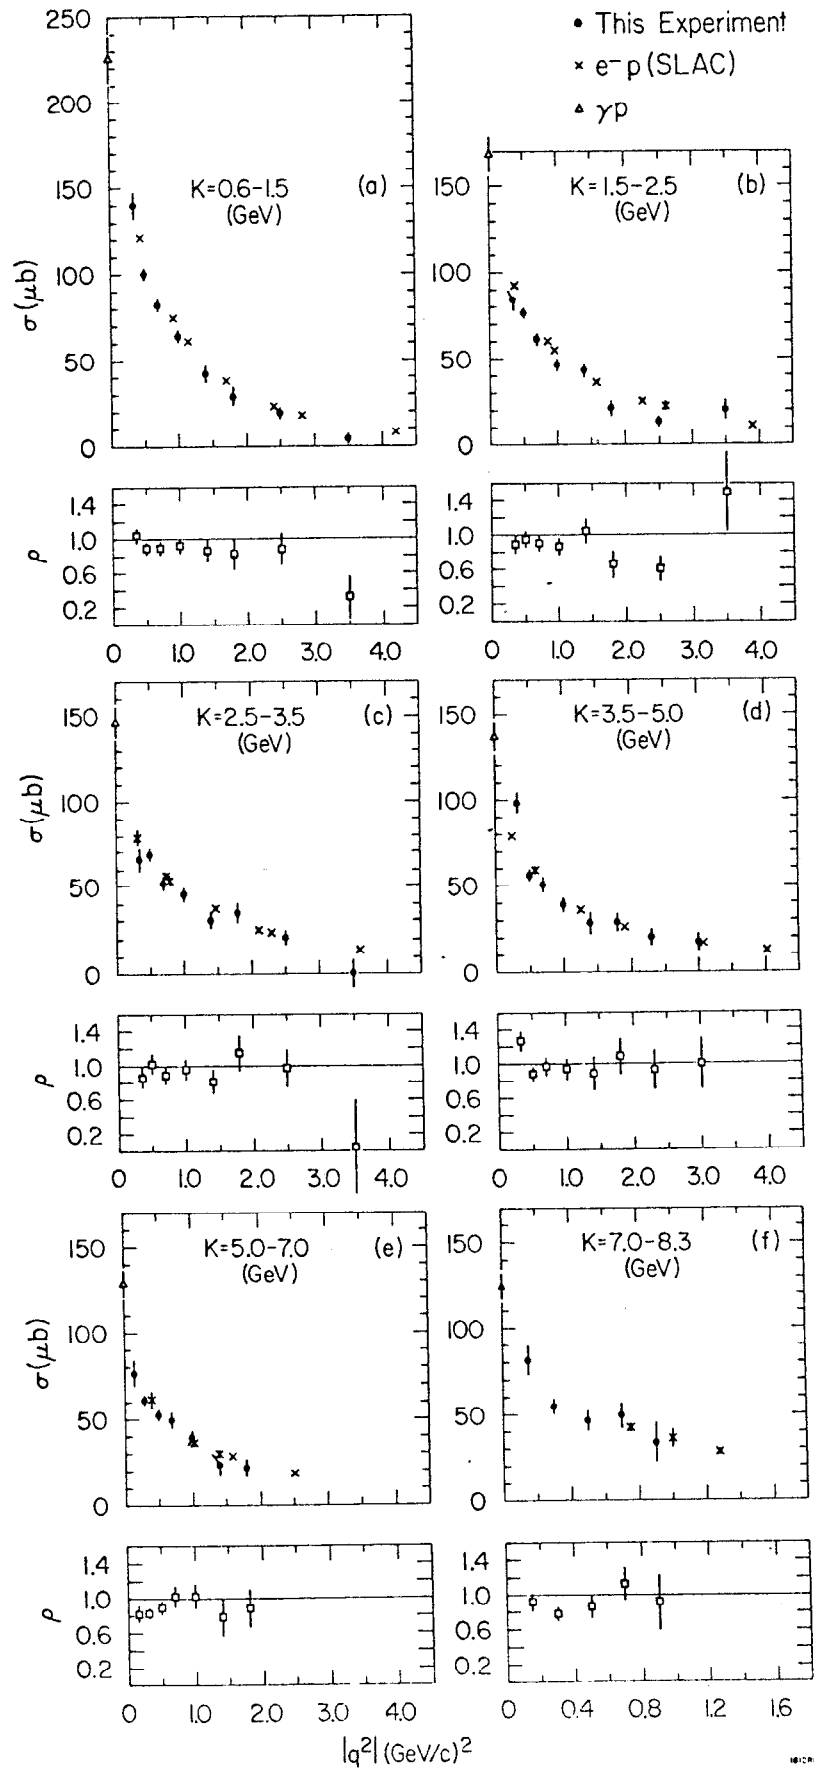 This Experiment
e⁻p (SLAC)
γp
250
200
150
100
50
0
σ(μb)
K=0.6-1.5
(GeV)
(a)
1.4
1.0
0.6
0.2
ρ
0 1.0 2.0 3.0 4.0
150
100
50
0
K=1.5-2.5
(GeV)
(b)
1.4
1.0
0.6
0.2
0 1.0 2.0 3.0 4.0
150
100
50
0
σ(μb)
K=2.5-3.5
(GeV)
(c)
1.4
1.0
0.6
0.2
ρ
0 1.0 2.0 3.0 4.0
150
100
50
0
K=3.5-5.0
(GeV)
(d)
1.4
1.0
0.6
0.2
0 1.0 2.0 3.0 4.0
150
100
50
0
σ(μb)
K=5.0-7.0
(GeV)
(e)
1.4
1.0
0.6
0.2
ρ
0 1.0 2.0 3.0 4.0
150
100
50
0
K=7.0-8.3
(GeV)
(f)
1.4
1.0
0.6
0.2
0 0.4 0.8 1.2 1.6
|q²| (GeV/c)²